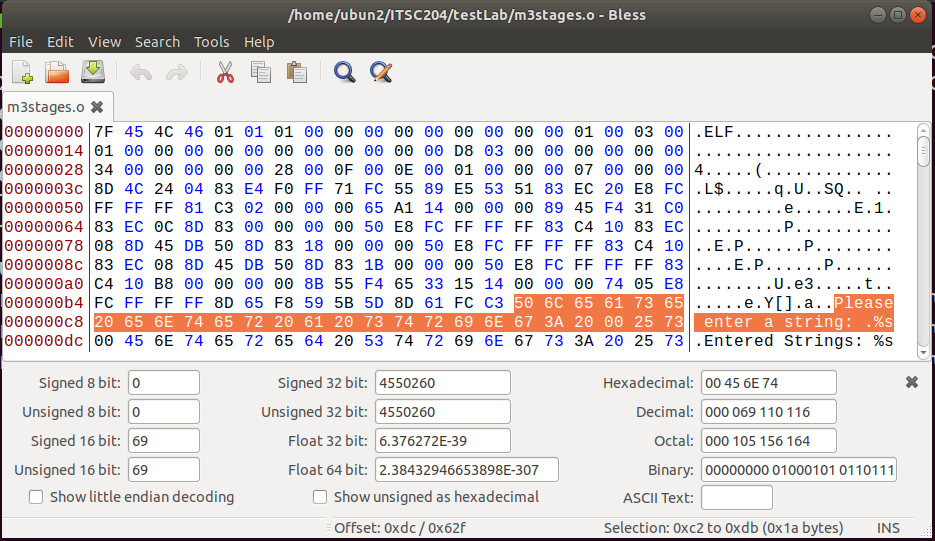 /home/ubun2/ITSC204/testLab/m3stages.o - Bless
File Edit View Search Tools Help
m3stages.o
00000000 7F 45 4C 46 01 01 01 00 00 00 00 00 00 00 00 00 01 00 03 00 .ELF................
00000014 01 00 00 00 00 00 00 00 00 00 00 00 D8 03 00 00 00 00 00 00 ....................
00000028 34 00 00 00 00 00 28 00 0F 00 0E 00 01 00 00 00 07 00 00 00 4.....(.............
0000003c 8D 4C 24 04 83 E4 F0 FF 71 FC 55 89 E5 53 51 83 EC 20 E8 FC .L$.....q.U..SQ.. ..
00000050 FF FF FF 81 C3 02 00 00 00 65 A1 14 00 00 00 89 45 F4 31 C0 .........e......E.1.
00000064 83 EC 0C 8D 83 00 00 00 00 50 E8 FC FF FF FF 83 C4 10 83 EC .........P..........
00000078 08 8D 45 DB 50 8D 83 18 00 00 00 50 E8 FC FF FF FF 83 C4 10 ..E.P......P........
0000008c 83 EC 08 8D 45 DB 50 8D 83 1B 00 00 00 50 E8 FC FF FF FF 83 ....E.P......P......
000000a0 C4 10 B8 00 00 00 00 8B 55 F4 65 33 15 14 00 00 00 74 05 E8 ........U.e3.....t..
000000b4 FC FF FF FF 8D 65 F8 59 5B 5D 8D 61 FC C3 50 6C 65 61 73 65 .....e.Y[].a..Please
000000c8 20 65 6E 74 65 72 20 61 20 73 74 72 69 6E 67 3A 20 00 25 73 enter a string: .%s
000000dc 00 45 6E 74 65 72 65 64 20 53 74 72 69 6E 67 73 3A 20 25 73 .Entered Strings: %s
Signed 8 bit: 0 Signed 32 bit: 4550260 Hexadecimal: 00 45 6E 74
Unsigned 8 bit: 0 Unsigned 32 bit: 4550260 Decimal: 000 069 110 116
Signed 16 bit: 69 Float 32 bit: 6.376272E-39 Octal: 000 105 156 164
Unsigned 16 bit: 69 Float 64 bit: 2.38432946653898E-307 Binary: 00000000 01000101 0110111
Show little endian decoding Show unsigned as hexadecimal ASCII Text:
Offset: 0xdc / 0x62f Selection: 0xc2 to 0xdb (0x1a bytes) INS